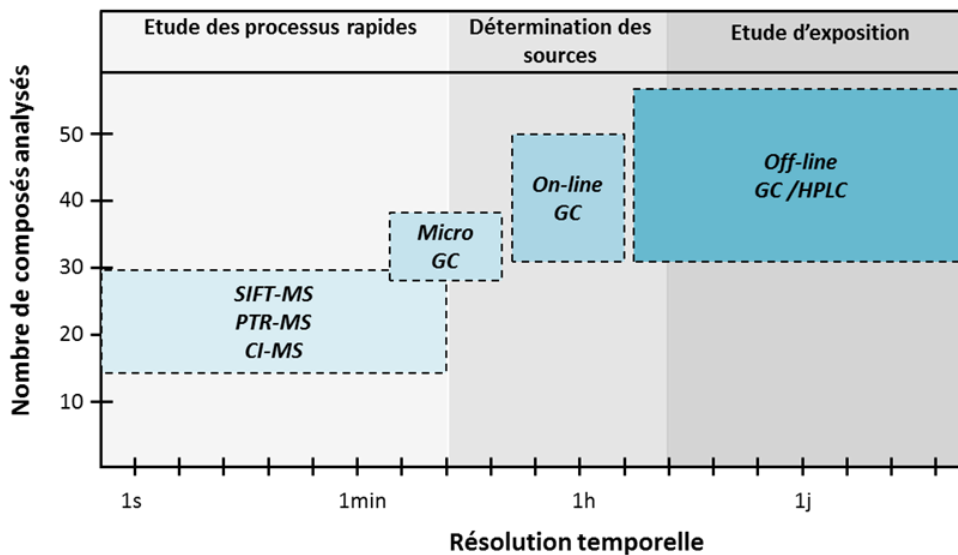 Etude des processus rapides
Détermination des
sources
Etude d'exposition
Nombre de composés analysés
50
40
30
20
10
Off-line
GC /HPLC
On-line
GC
Micro
GC
SIFT-MS
PTR-MS
CI-MS
1s
1min
1h
1j
Résolution temporelle